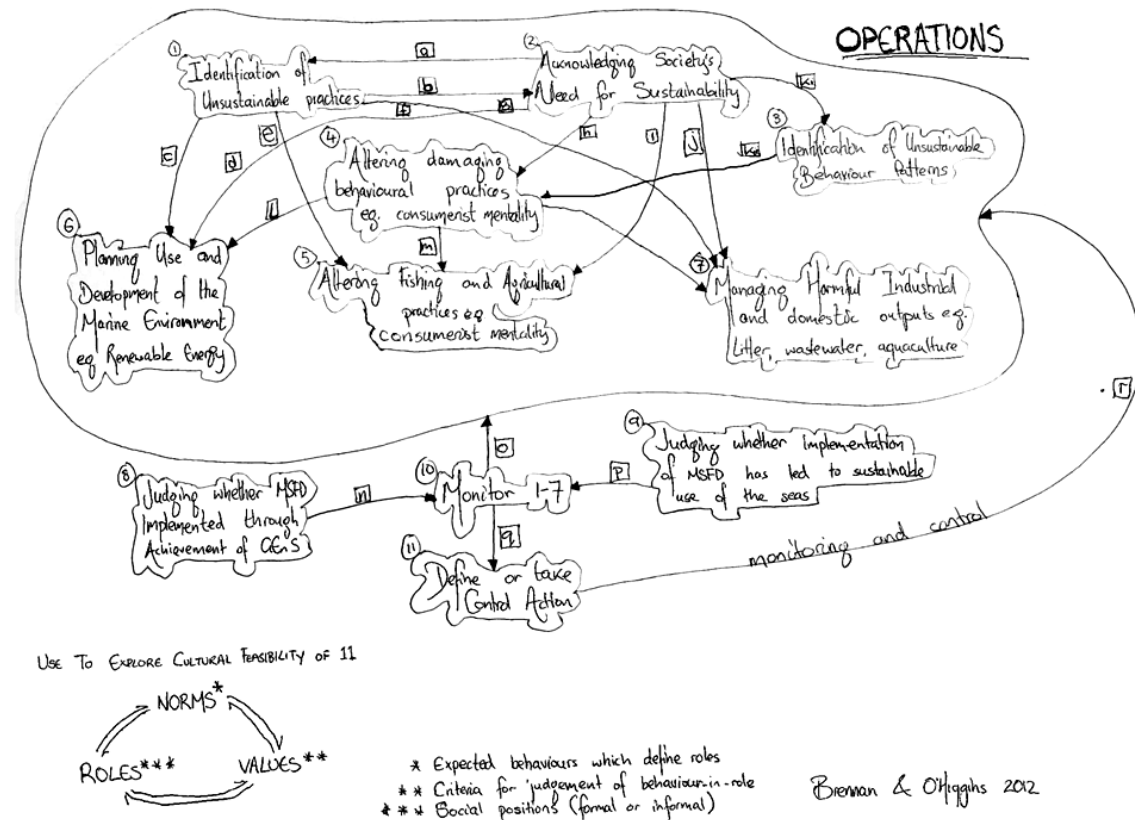 OPERATIONS
① Identification of
Unsustainable practices
② Acknowledging Society's
Need for Sustainability
③ Identification of Unsustainable
Behaviour Patterns
④ Altering damaging
behavioural practices
eg. consumerist mentality
⑤ Altering Fishing and Agricultural
practices eg
consumerist mentality
⑥ Planning Use and
Development of the
Marine Environment
eg Renewable Energy
⑦ Managing Harmful Industrial
and domestic outputs eg.
Litter, wastewater, aquaculture
a
b
c
d
e
f
h
i
j
l
m
⑧ Judging whether MSFD
Implemented through
Achievement of GEnS
n
⑩ Monitor 1-7
o
p
q
r
⑨ Judging whether implementation
of MSFD has led to sustainable
use of the seas
⑪ Define or take
Control Action
monitoring and control
USE TO EXPLORE CULTURAL FEASIBILITY OF 11
NORMS*
ROLES***
VALUES**
* Expected behaviours which define roles
** Criteria for judgement of behaviour-in-role
*** Social positions (formal or informal)
Brennan & O'Higgins 2012